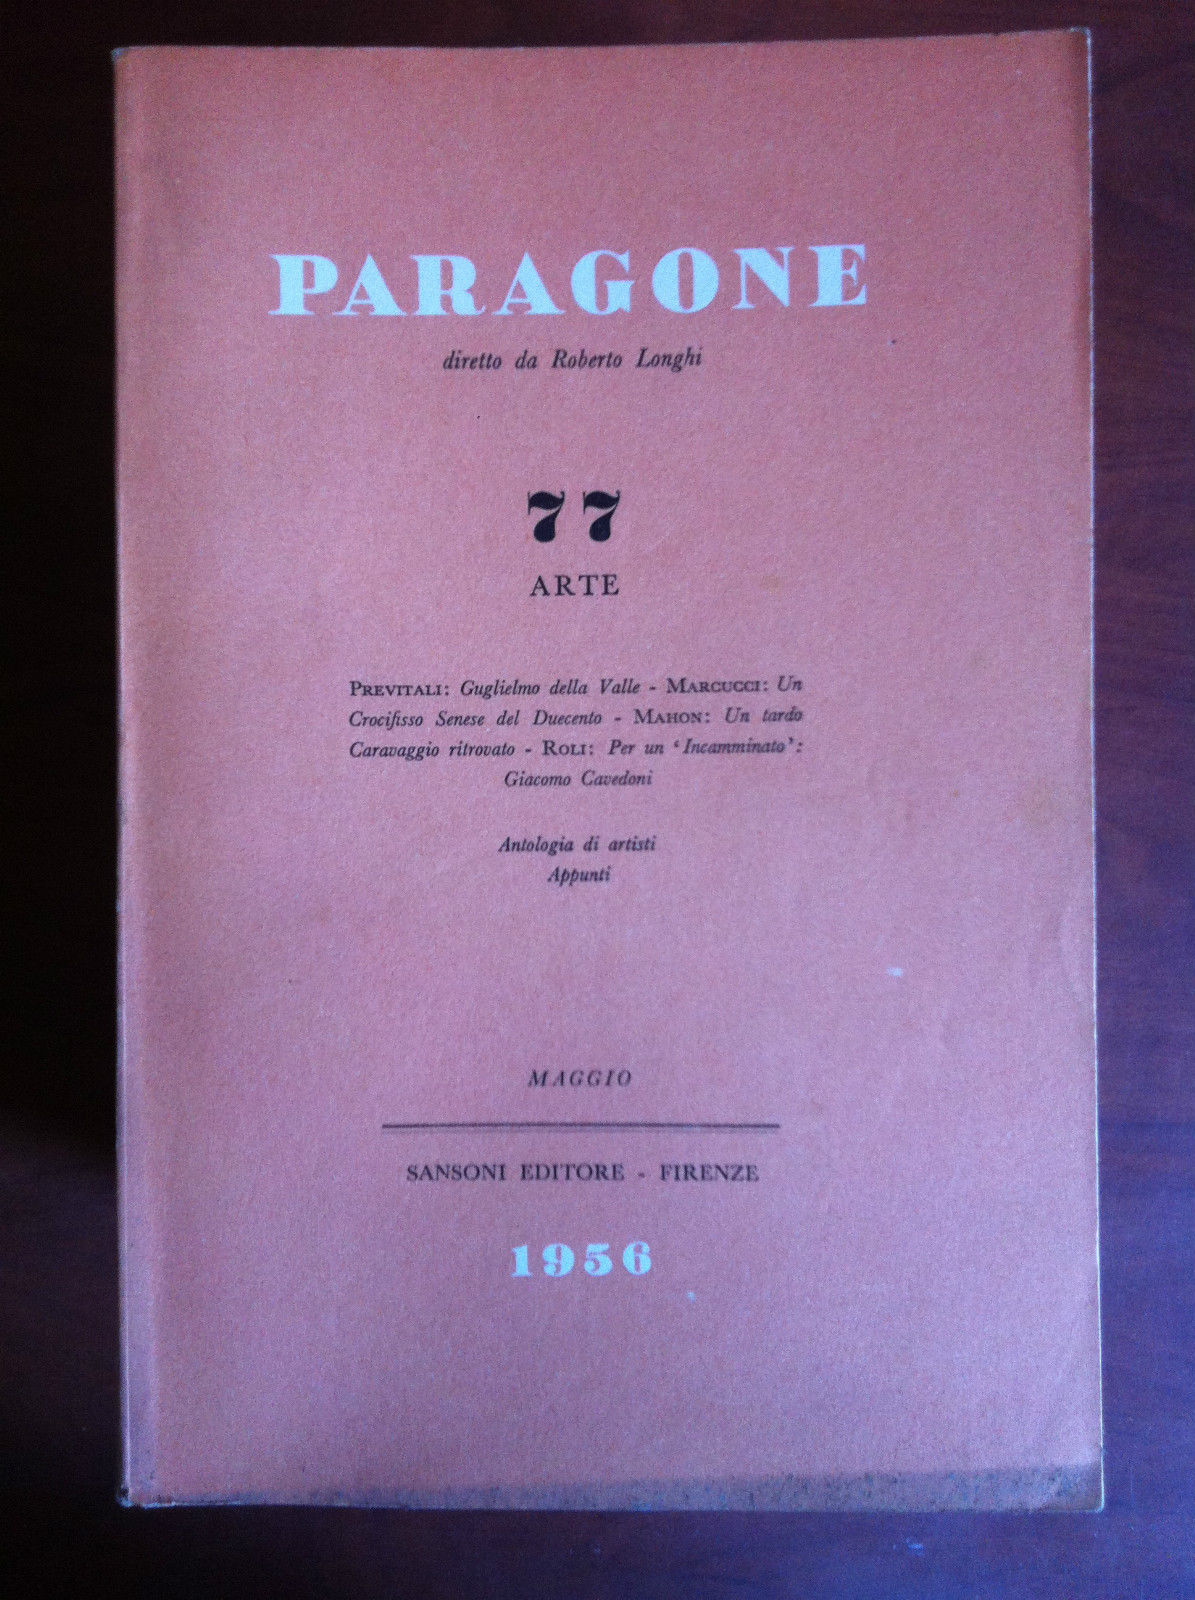 PARAGONE
diretto da Roberto Longhi
77
ARTE
PREVITALI: Guglielmo della Valle - MARCUCCI: Un
Crocifisso Senese del Duecento - MAHON: Un tardo
Caravaggio ritrovato - ROLI: Per un ‘Incamminato’:
Giacomo Cavedoni
Antologia di artisti
Appunti
MAGGIO
SANSONI EDITORE - FIRENZE
1956